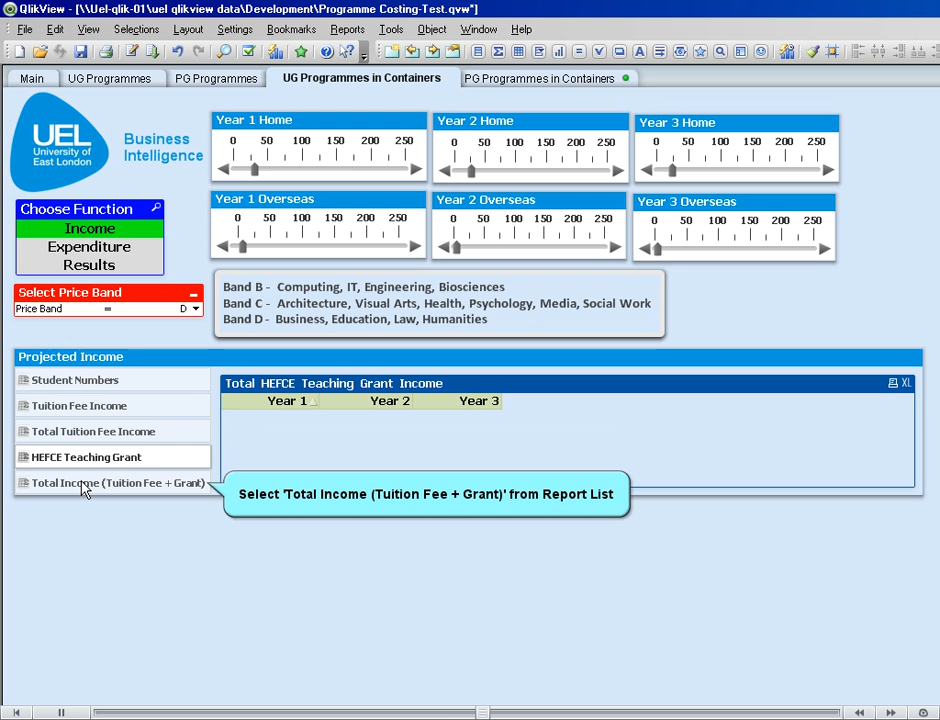 QlikView - [\\Uel-qlik-01\uel qlikview data\Development\Programme Costing-Test.qvw*]
File Edit View Selections Layout Settings Bookmarks Reports Tools Object Window Help
Main UG Programmes PG Programmes UG Programmes in Containers PG Programmes in Containers
UEL
University of
East London
Business
Intelligence
Year 1 Home
0 50 100 150 200 250
Year 2 Home
0 50 100 150 200 250
Year 3 Home
0 50 100 150 200 250
Year 1 Overseas
0 50 100 150 200 250
Year 2 Overseas
0 50 100 150 200 250
Year 3 Overseas
0 50 100 150 200 250
Choose Function
Income
Expenditure
Results
Select Price Band
Price Band = D
Band B - Computing, IT, Engineering, Biosciences
Band C - Architecture, Visual Arts, Health, Psychology, Media, Social Work
Band D - Business, Education, Law, Humanities
Projected Income
Student Numbers
Tuition Fee Income
Total Tuition Fee Income
HEFCE Teaching Grant
Total Income (Tuition Fee + Grant)
Total HEFCE Teaching Grant Income
XL
Year 1 Year 2 Year 3
Select 'Total Income (Tuition Fee + Grant)' from Report List